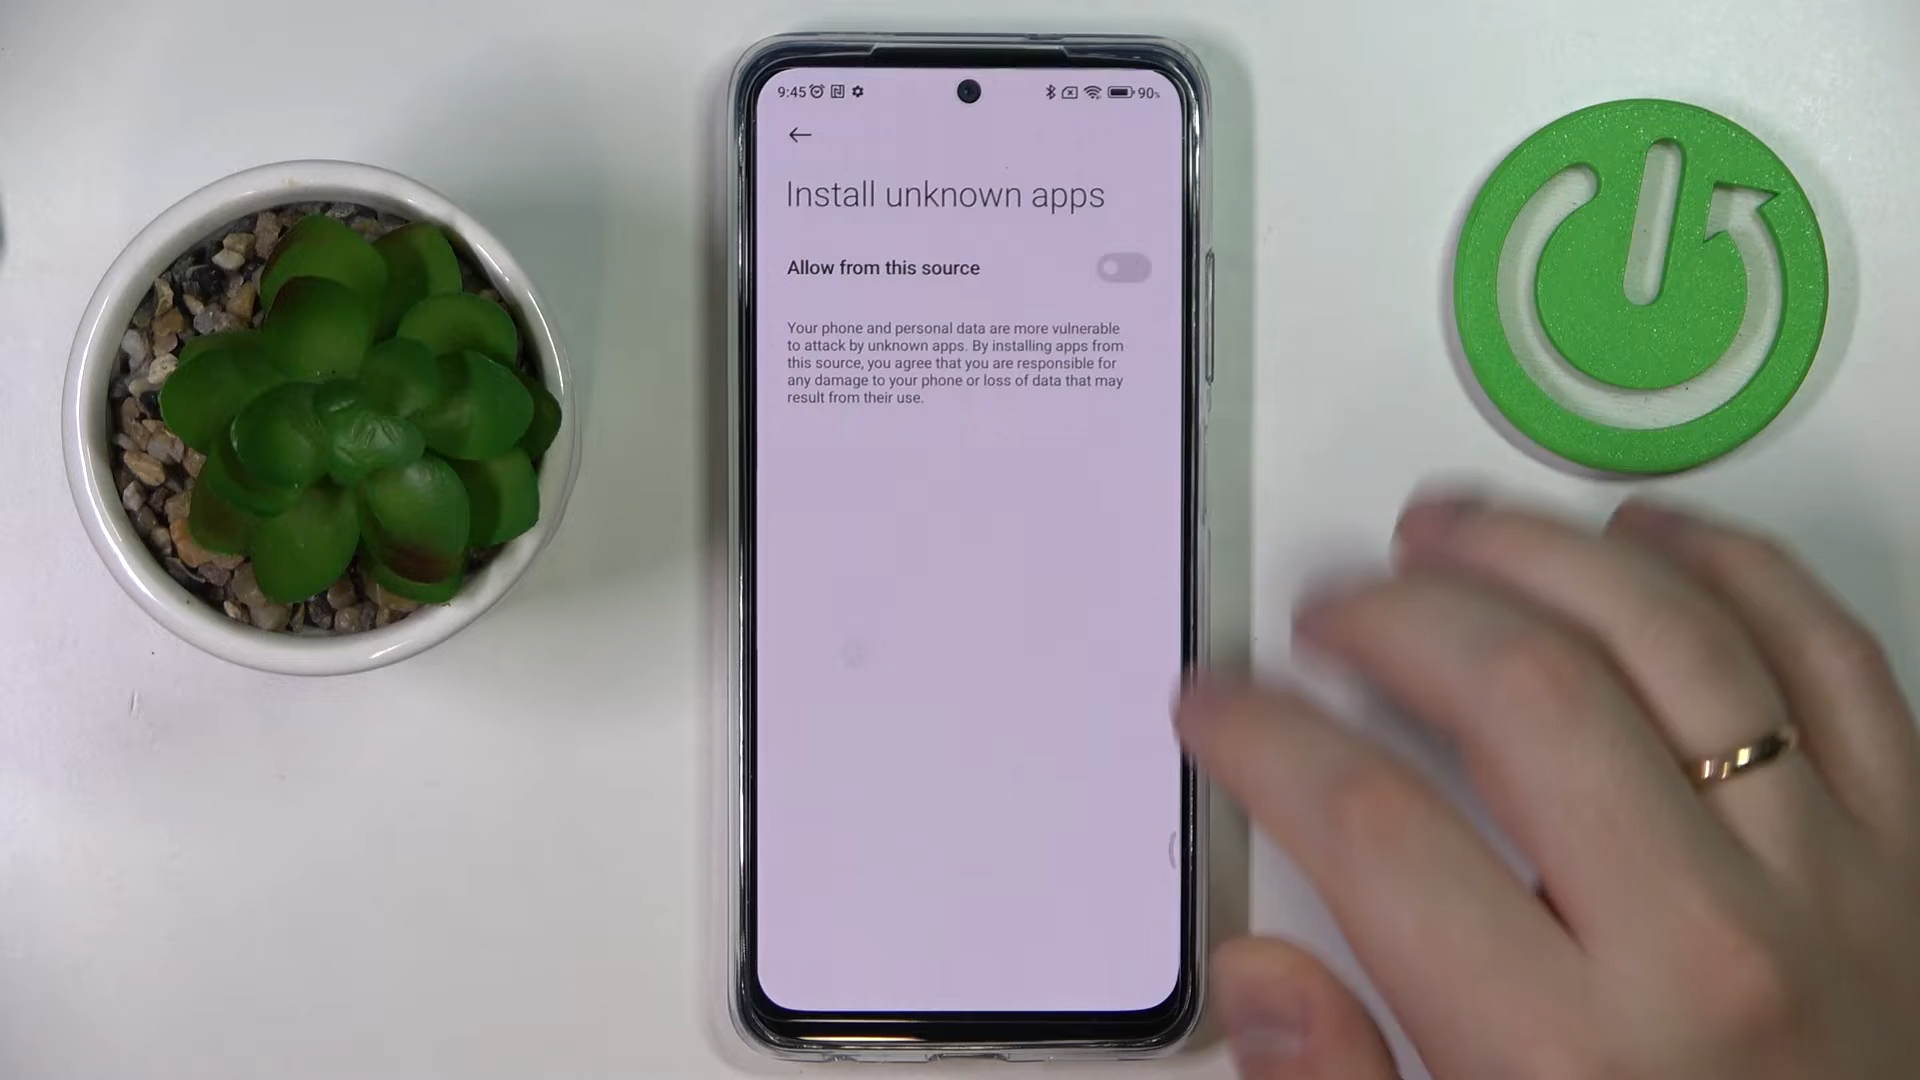 9:45 90%
Install unknown apps
Allow from this source
Your phone and personal data are more vulnerable
to attack by unknown apps. By installing apps from
this source, you agree that you are responsible for
any damage to your phone or loss of data that may
result from their use.